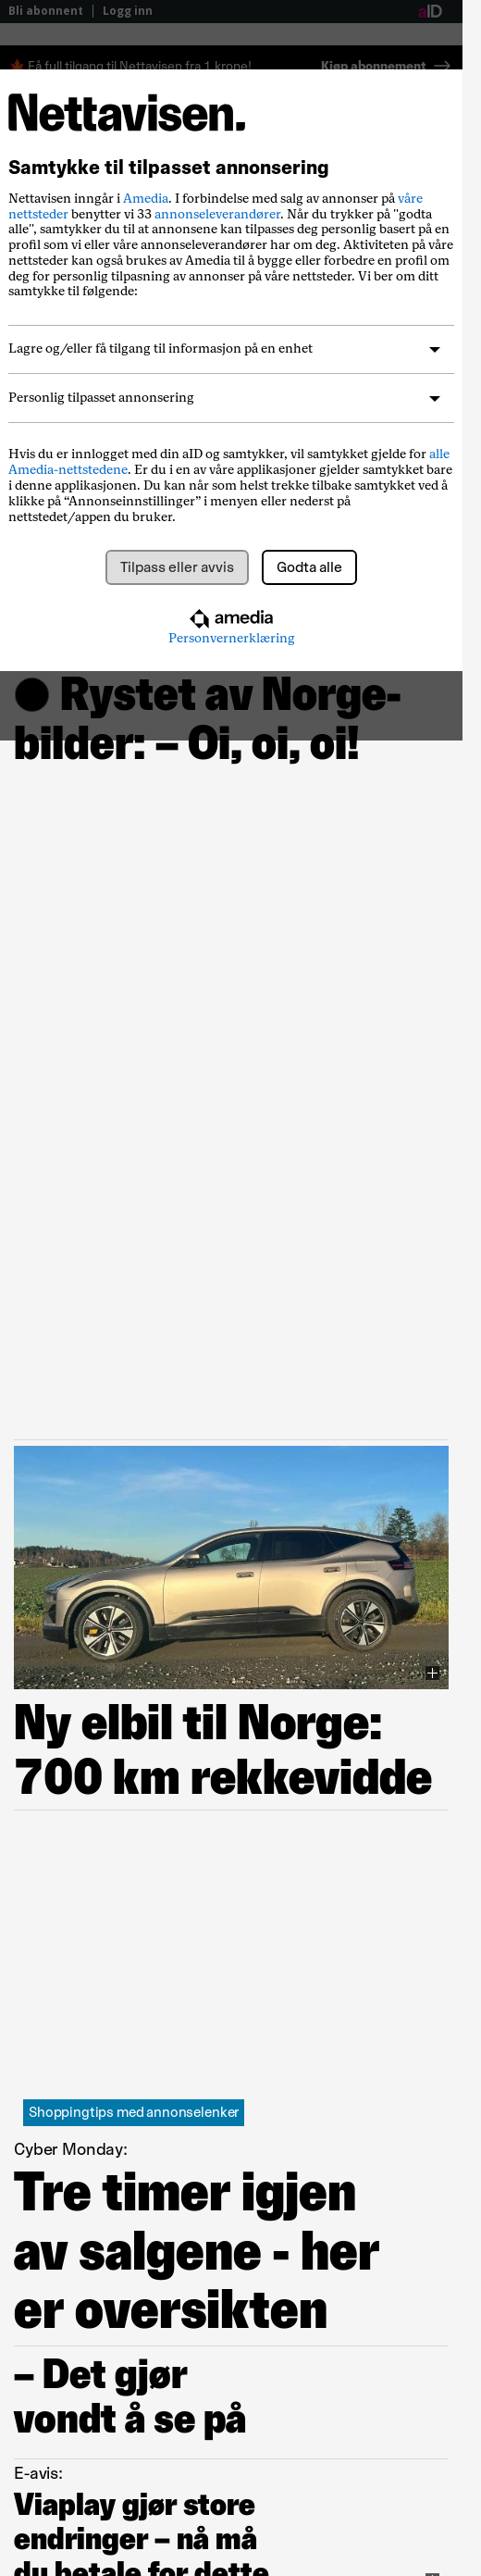 Bli abonnent | Logg inn
aID
Få full tilgang til Nettavisen fra 1 krone!
Kjøp abonnement
Nettavisen.
Samtykke til tilpasset annonsering
Nettavisen inngår i Amedia. I forbindelse med salg av annonser på våre
nettsteder benytter vi 33 annonseleverandører. Når du trykker på "godta
alle", samtykker du til at annonsene kan tilpasses deg personlig basert på en
profil som vi eller våre annonseleverandører har om deg. Aktiviteten på våre
nettsteder kan også brukes av Amedia til å bygge eller forbedre en profil om
deg for personlig tilpasning av annonser på våre nettsteder. Vi ber om ditt
samtykke til følgende:
Lagre og/eller få tilgang til informasjon på en enhet
Personlig tilpasset annonsering
Hvis du er innlogget med din aID og samtykker, vil samtykket gjelde for alle
Amedia-nettstedene. Er du i en av våre applikasjoner gjelder samtykket bare
i denne applikasjonen. Du kan når som helst trekke tilbake samtykket ved å
klikke på “Annonseinnstillinger” i menyen eller nederst på
nettstedet/appen du bruker.
Tilpass eller avvis
Godta alle
amedia
Personvernerklæring
Rystet av Norge-
bilder: – Oi, oi, oi!
Ny elbil til Norge:
700 km rekkevidde
Shoppingtips med annonselenker
Cyber Monday:
Tre timer igjen
av salgene - her
er oversikten
– Det gjør
vondt å se på
E-avis:
Viaplay gjør store
endringer – nå må
du betale for dette